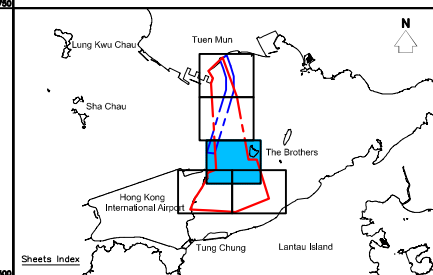 N
Tuen Mun
Lung Kwu Chau
Sha Chau
The Brothers
Hong Kong
International Airport
Tung Chung
Lantau Island
Sheets Index